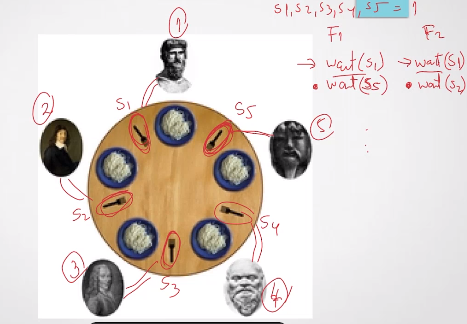 S1, S2, S3, S4, S5 = 1
F1 F2
→ wait(S1) → wait(S1)
• wait(S5) • wait(S2)
1
2
S1
S5
5
S2
S4
3
S3
4